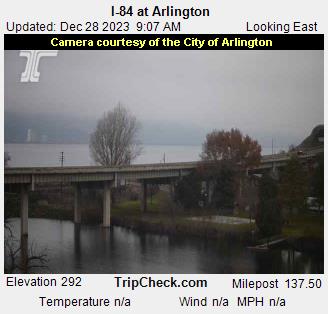 I-84 at Arlington
Updated: Dec 28 2023 9:07 AM Looking East
Camera courtesy of the City of Arlington
Elevation 292 TripCheck.com Milepost 137.50
Temperature n/a Wind n/a MPH n/a